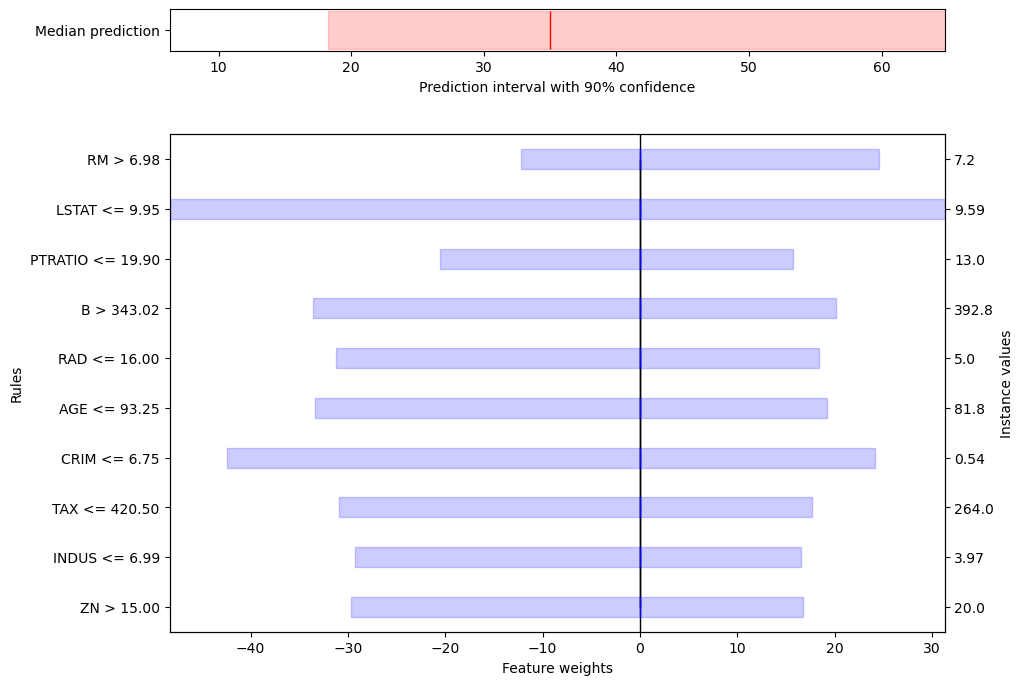 Median prediction
10 20 30 40 50 60
Prediction interval with 90% confidence
RM > 6.98 7.2
LSTAT <= 9.95 9.59
PTRATIO <= 19.90 13.0
B > 343.02 392.8
RAD <= 16.00 5.0
AGE <= 93.25 81.8
CRIM <= 6.75 0.54
TAX <= 420.50 264.0
INDUS <= 6.99 3.97
ZN > 15.00 20.0
Rules
Instance values
−40 −30 −20 −10 0 10 20 30
Feature weights